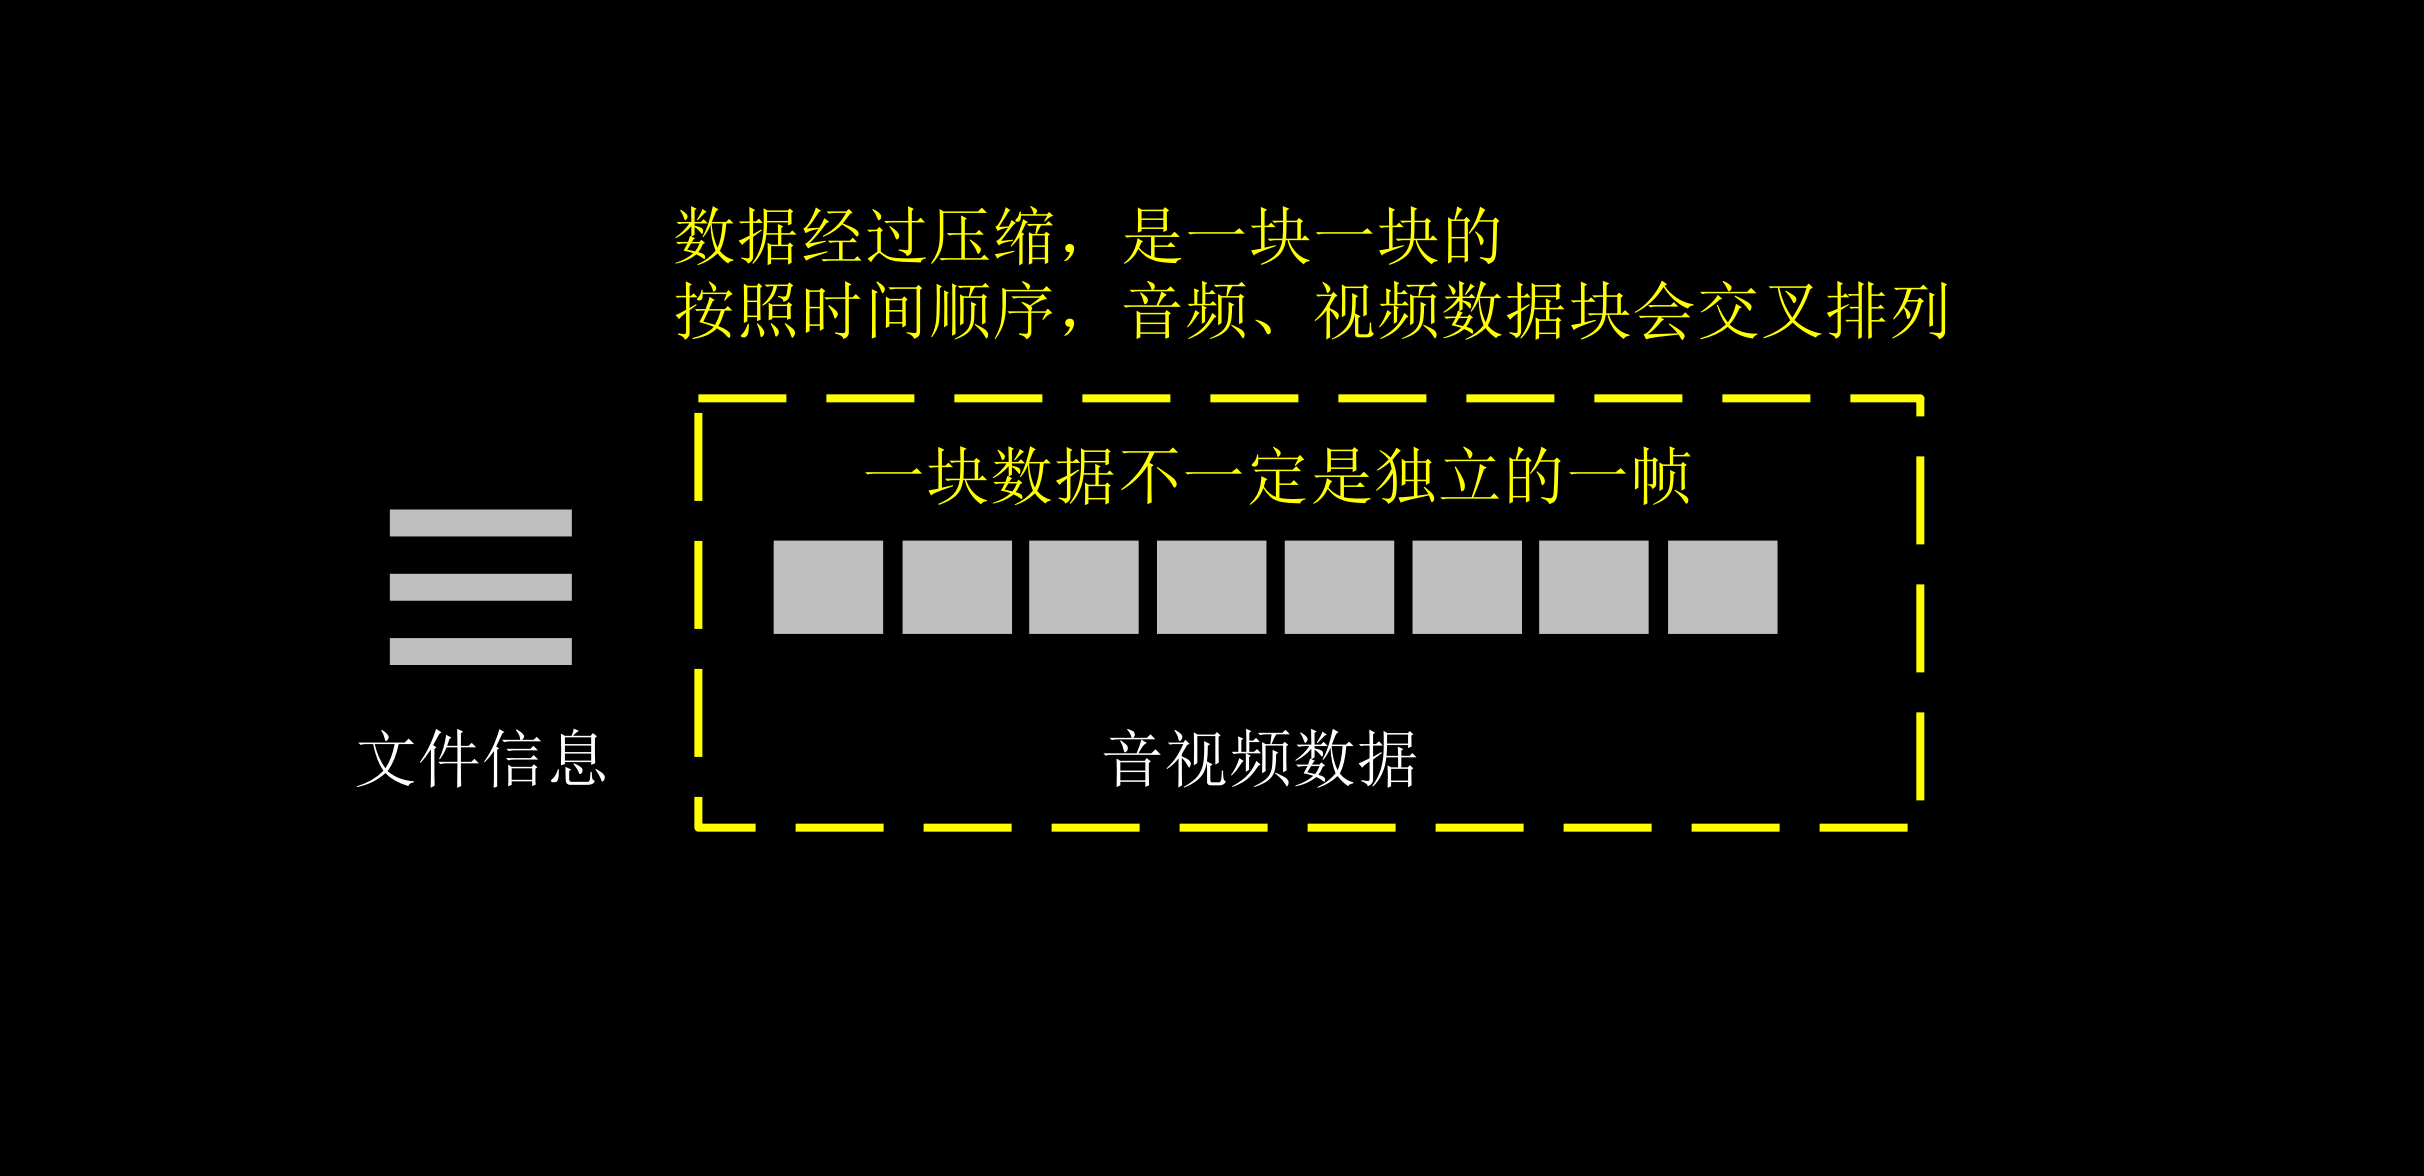 数据经过压缩，是一块一块的
按照时间顺序，音频、视频数据块会交叉排列
一块数据不一定是独立的一帧
文件信息
音视频数据